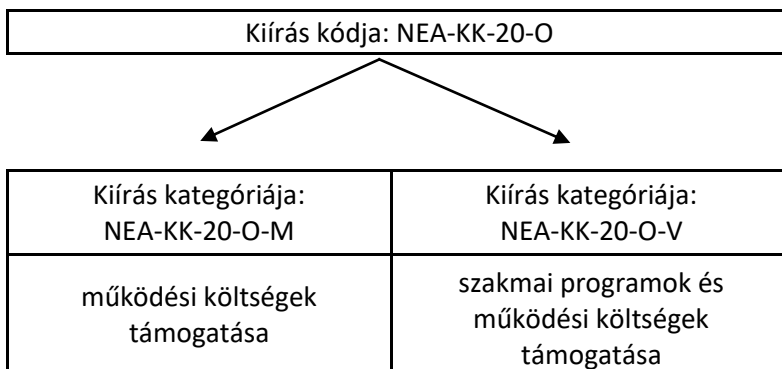 Kiírás kódja: NEA-KK-20-O
Kiírás kategóriája:
NEA-KK-20-O-M
Kiírás kategóriája:
NEA-KK-20-O-V
működési költségek
támogatása
szakmai programok és
működési költségek
támogatása